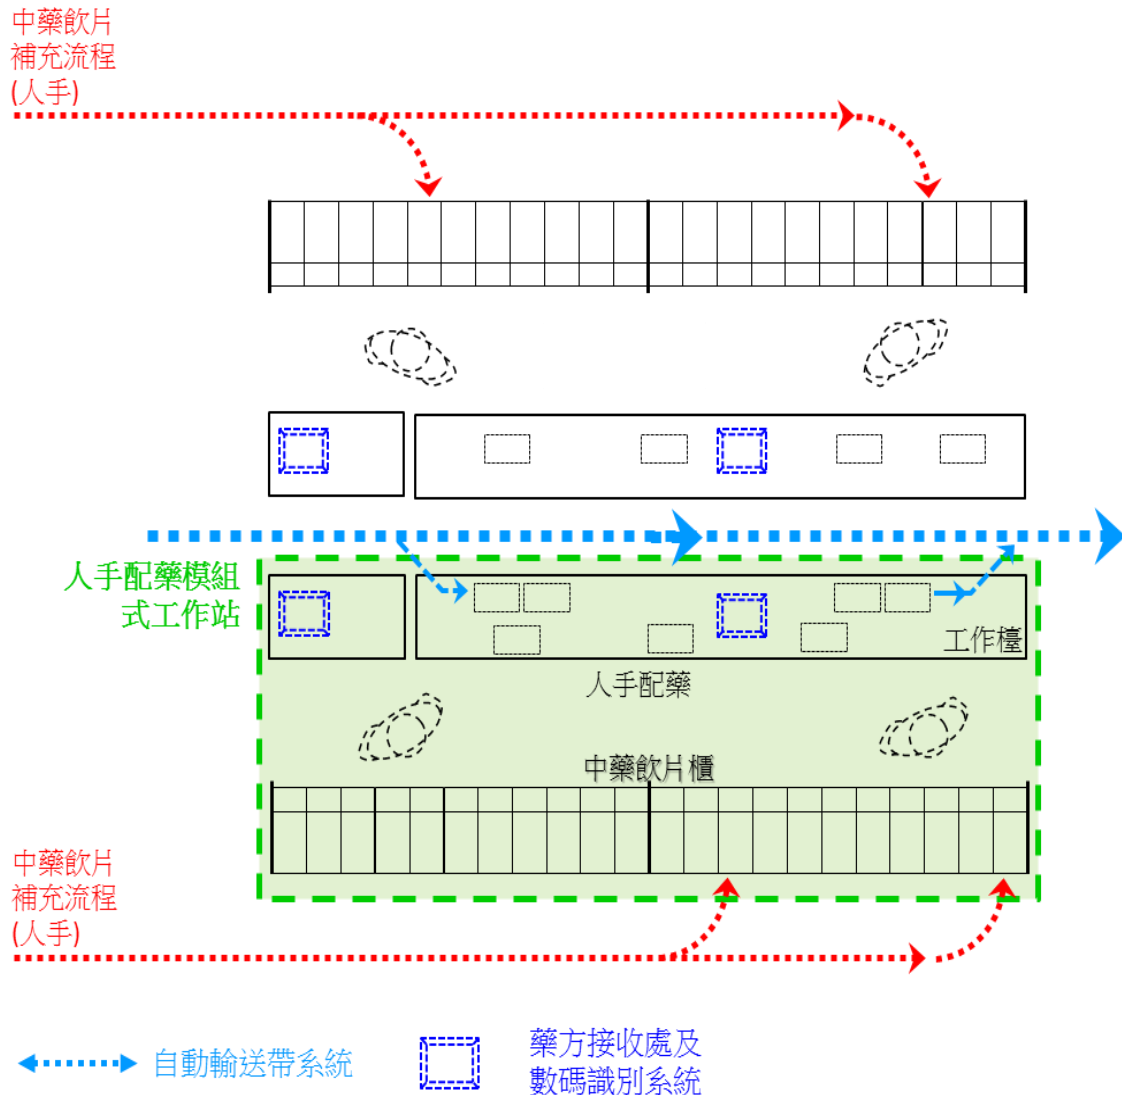 中藥飲片
補充流程
(人手)
人手配藥模組
式工作站
工作檯
人手配藥
中藥飲片櫃
中藥飲片
補充流程
(人手)
自動輸送帶系統
藥方接收處及
數碼識別系統